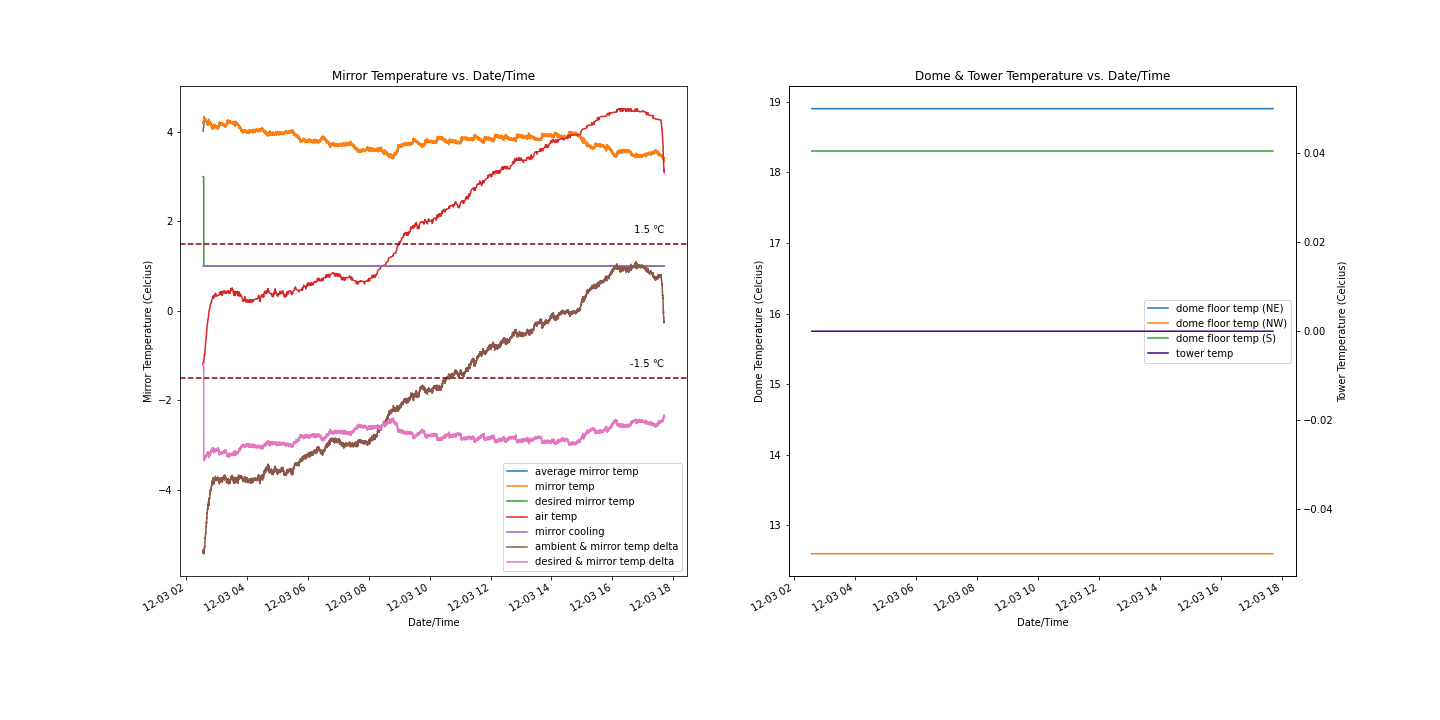 Mirror Temperature vs. Date/Time
Mirror Temperature (Celcius)
4
2
0
−2
−4
1.5 ℃
-1.5 ℃
average mirror temp
mirror temp
desired mirror temp
air temp
mirror cooling
ambient & mirror temp delta
desired & mirror temp delta
12-03 02
12-03 04
12-03 06
12-03 08
12-03 10
12-03 12
12-03 14
12-03 16
12-03 18
Date/Time
Dome & Tower Temperature vs. Date/Time
Dome Temperature (Celcius)
19
18
17
16
15
14
13
dome floor temp (NE)
dome floor temp (NW)
dome floor temp (S)
tower temp
0.04
0.02
0.00
−0.02
−0.04
Tower Temperature (Celcius)
12-03 02
12-03 04
12-03 06
12-03 08
12-03 10
12-03 12
12-03 14
12-03 16
12-03 18
Date/Time